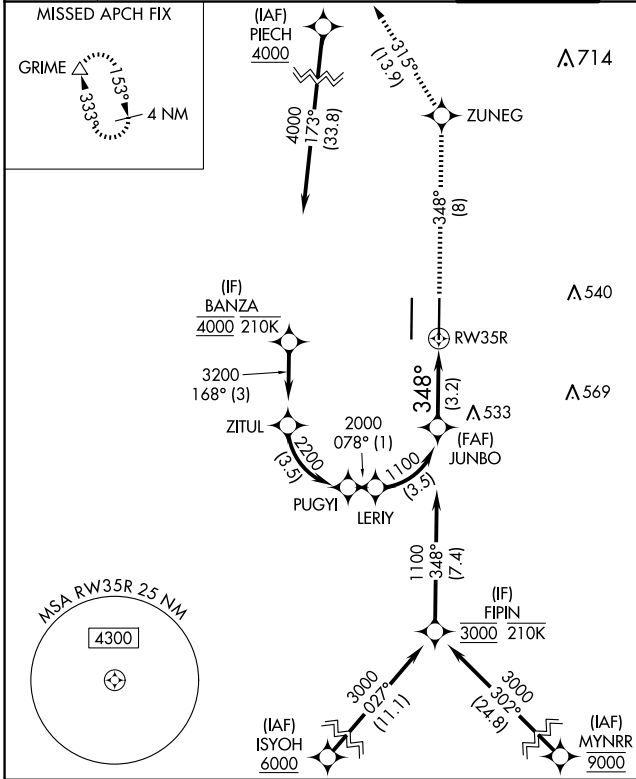 MISSED APCH FIX
GRIME
153°
333°
4 NM
(IAF)
PIECH
4000
4000
173°
(33.8)
315°
(13.9)
714
ZUNEG
348°
(8)
(IF)
BANZA
4000 210K
540
RW35R
3200
168° (3)
348°
(3.2)
569
533
ZITUL
2200
(3.5)
2000
078° (1)
(FAF)
JUNBO
1100
(3.5)
PUGYI
LERIY
1100
348°
(7.4)
MSA RW35R 25 NM
4300
(IF)
FIPIN
3000 210K
3000
027°
(11.1)
3000
302°
(24.8)
(IAF)
ISYOH
6000
(IAF)
MYNRR
9000